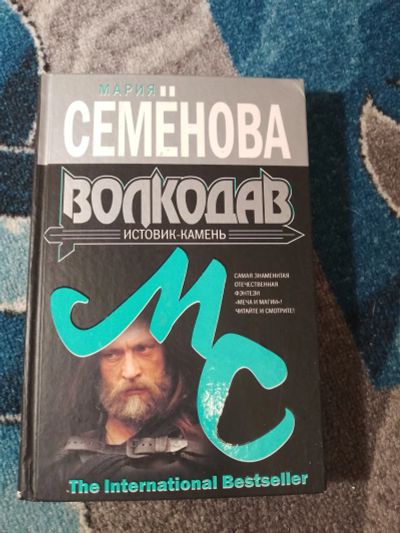 МАРИЯ
СЕМЁНОВА
ВОЛКОДАВ
ИСТОВИК-КАМЕНЬ
САМАЯ ЗНАМЕНИТАЯ
ОТЕЧЕСТВЕННАЯ
ФЭНТЕЗИ
«МЕЧА И МАГИИ»!
ЧИТАЙТЕ И СМОТРИТЕ!
МС
The International Bestseller